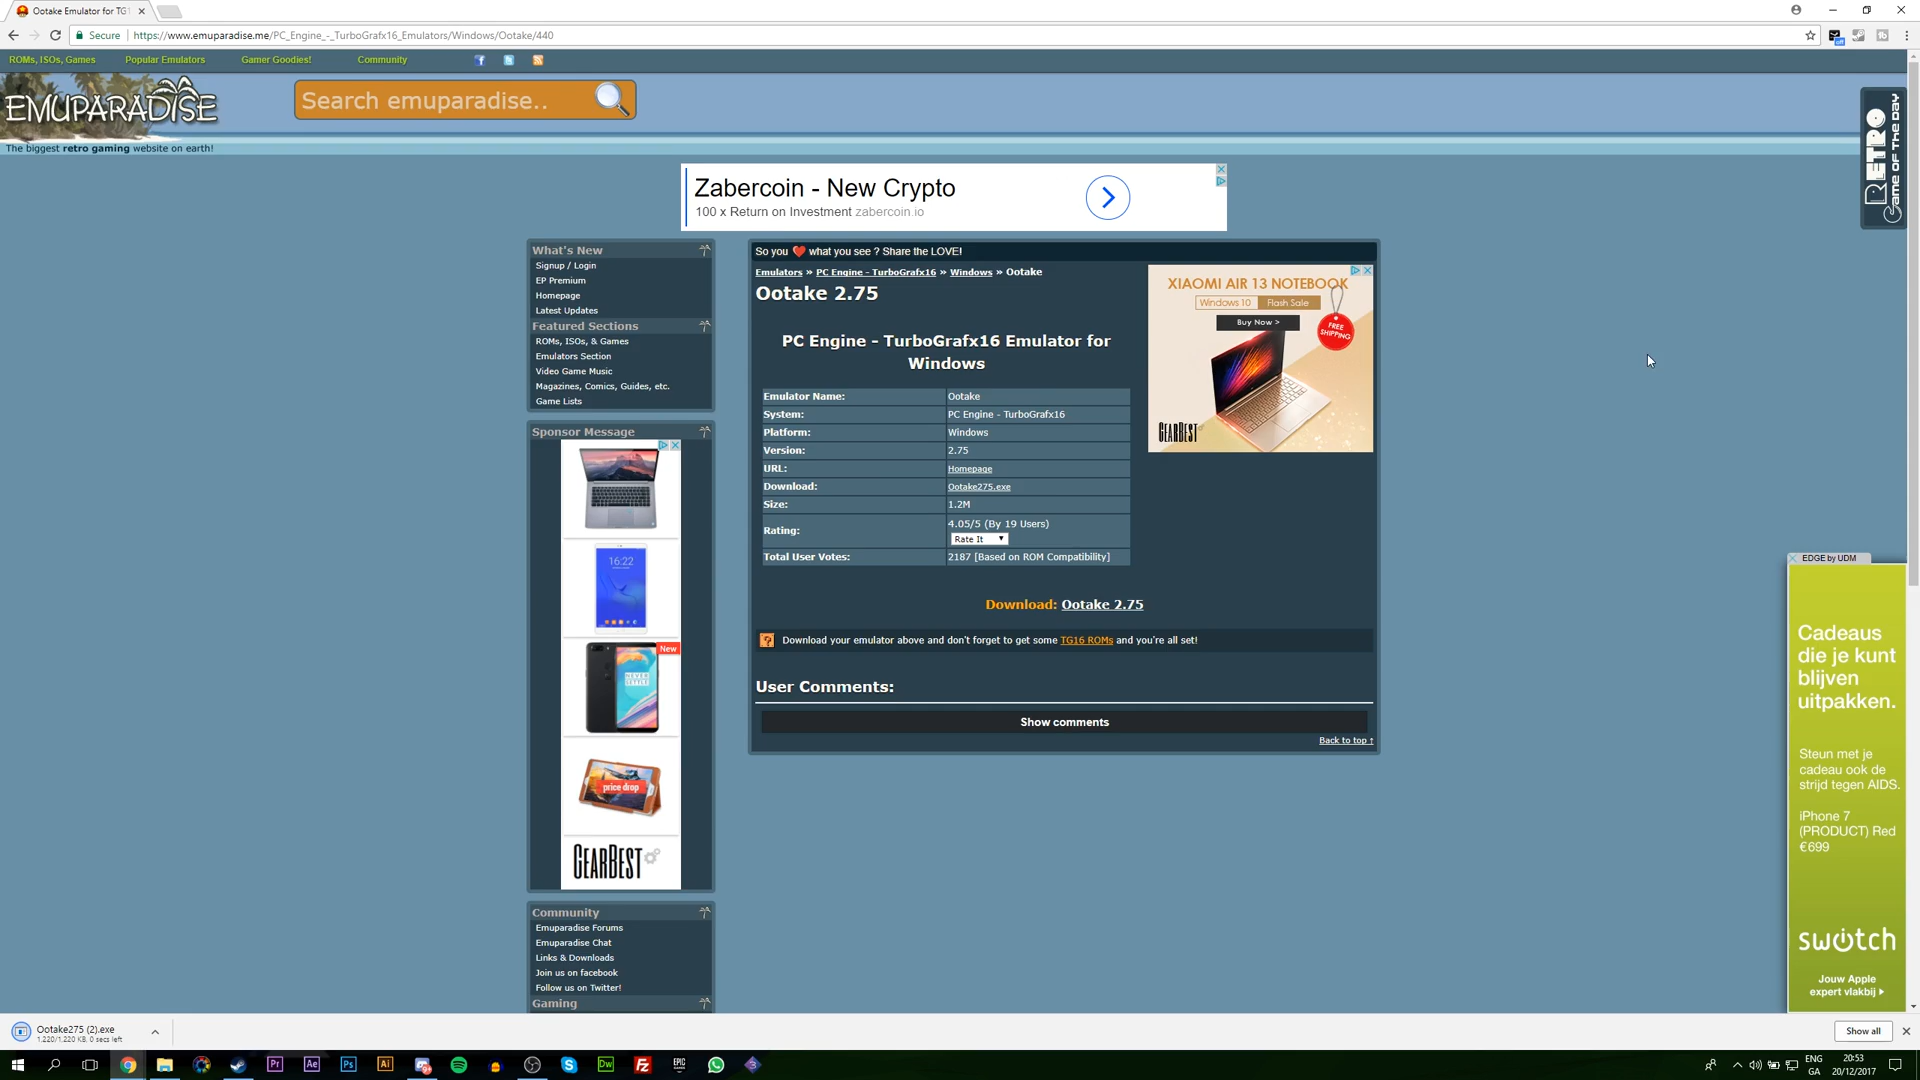 Ootake Emulator for TG1
Secure
https://www.emuparadise.me/PC_Engine_-_TurboGrafx16_Emulators/Windows/Ootake/440
ROMs, ISOs, Games
Popular Emulators
Gamer Goodies!
Community
EMUPARADISE
Search emuparadise..
The biggest retro gaming website on earth!
RETRO
Game OF THE DAY
Zabercoin - New Crypto
100 x Return on Investment zabercoin.io
What's New
Signup / Login
EP Premium
Homepage
Latest Updates
Featured Sections
ROMs, ISOs, & Games
Emulators Section
Video Game Music
Magazines, Comics, Guides, etc.
Game Lists
Sponsor Message
16:22
New
NEVER SETTLE
price drop
GEARBEST
Community
Emuparadise Forums
Emuparadise Chat
Links & Downloads
Join us on facebook
Follow us on Twitter!
Gaming
So you ❤ what you see ? Share the LOVE!
Emulators » PC Engine - TurboGrafx16 » Windows » Ootake
Ootake 2.75
PC Engine - TurboGrafx16 Emulator for
Windows
Emulator Name: Ootake
System: PC Engine - TurboGrafx16
Platform: Windows
Version: 2.75
URL: Homepage
Download: Ootake275.exe
Size: 1.2M
Rating: 4.05/5 (By 19 Users)
Rate It
Total User Votes: 2187 [Based on ROM Compatibility]
Download: Ootake 2.75
Download your emulator above and don't forget to get some TG16 ROMs and you're all set!
User Comments:
Show comments
Back to top ↑
XIAOMI AIR 13 NOTEBOOK
Windows 10 Flash Sale
Buy Now >
FREE
SHIPPING
GEARBEST
EDGE by UDM
Cadeaus
die je kunt
blijven
uitpakken.
Steun met je
cadeau ook de
strijd tegen AIDS.
iPhone 7
(PRODUCT) Red
€699
switch
Jouw Apple
expert vlakbij
Ootake275 (2).exe
1.220/1.220 KB, 0 secs left
Show all
Pr
Ae
Ps
Ai
Dw
Fz
EPIC
GAMES
ENG
GA
20:53
20/12/2017